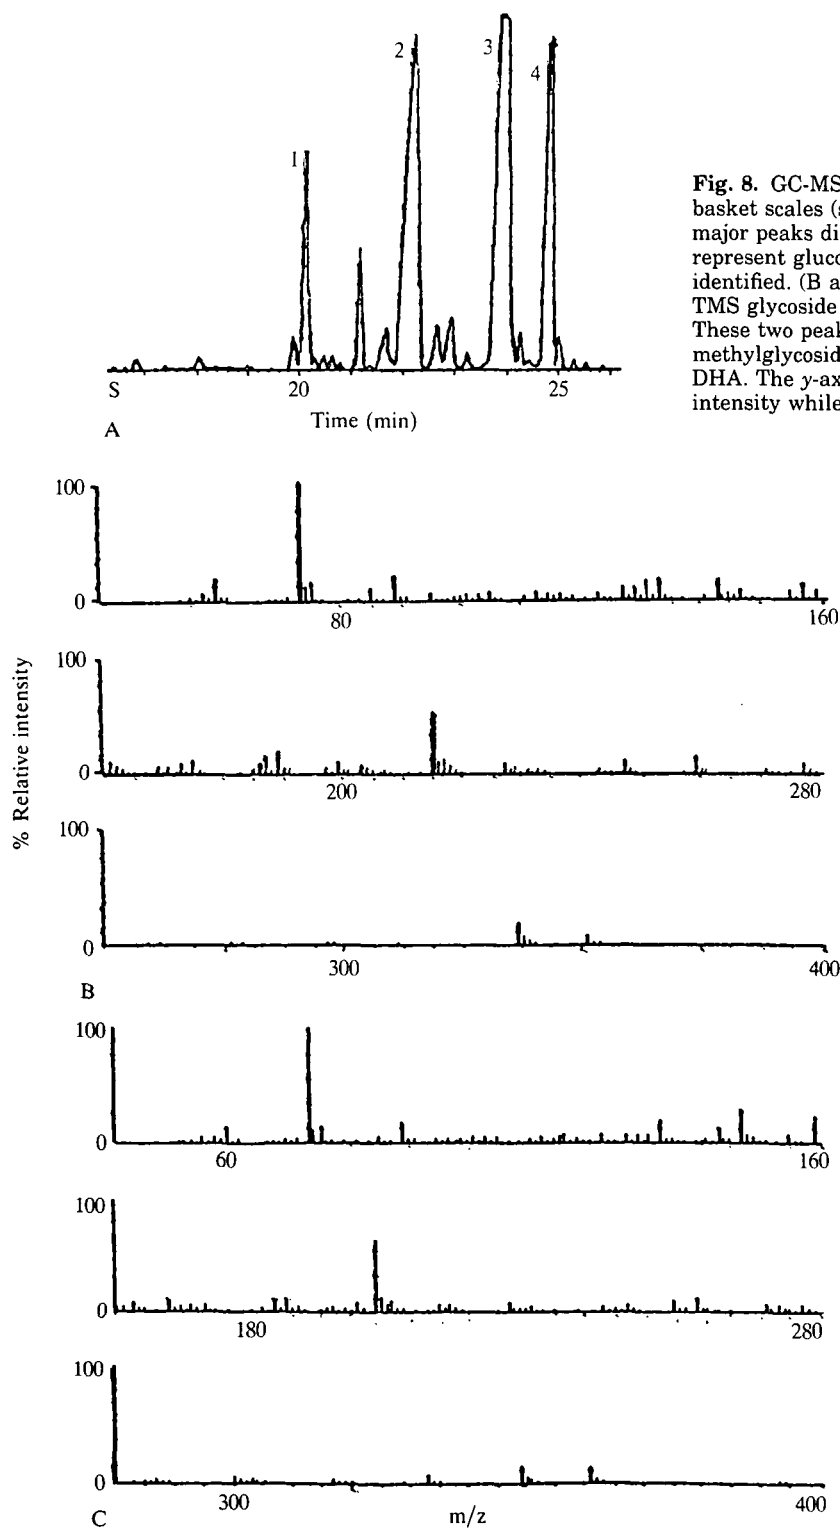 1
2
3
4
S
20
25
Time (min)
A
Fig. 8. GC-MS
basket scales (
major peaks di
represent gluco
identified. (B a
TMS glycoside
These two peak
methylglycosid
DHA. The y-ax
intensity while
% Relative intensity
100
0
80
160
100
0
200
280
100
0
300
400
B
100
0
60
160
100
0
180
280
100
0
300
400
C
m/z